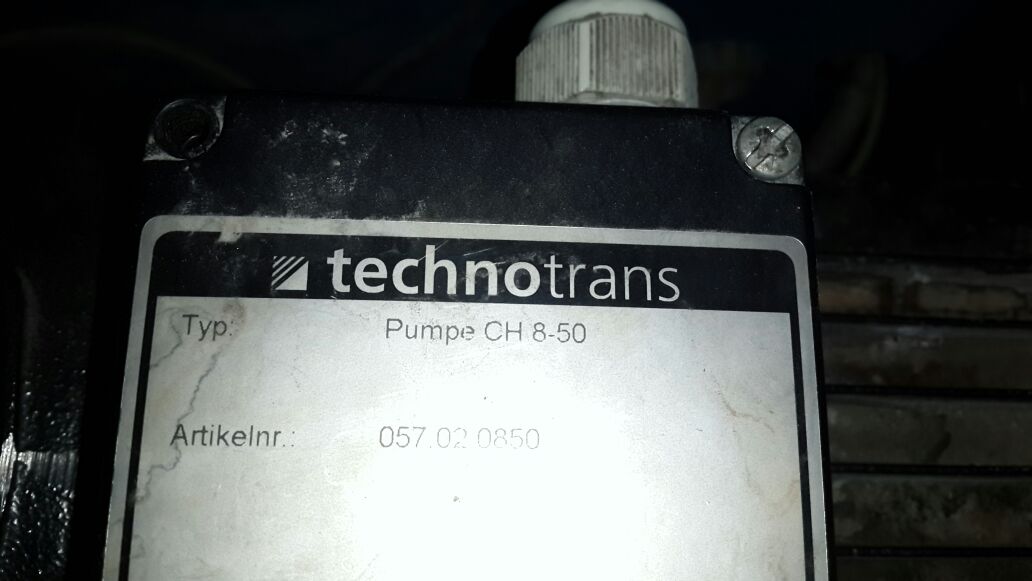 technotrans
Typ: Pumpe CH 8-50
Artikelnr.: 057.02.0850